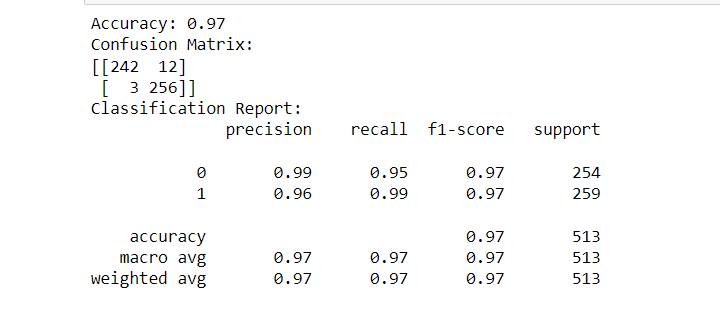 Accuracy: 0.97
Confusion Matrix:
[[242  12]
 [  3 256]]
Classification Report:
              precision    recall  f1-score   support

           0       0.99      0.95      0.97       254
           1       0.96      0.99      0.97       259

    accuracy                           0.97       513
   macro avg       0.97      0.97      0.97       513
weighted avg       0.97      0.97      0.97       513